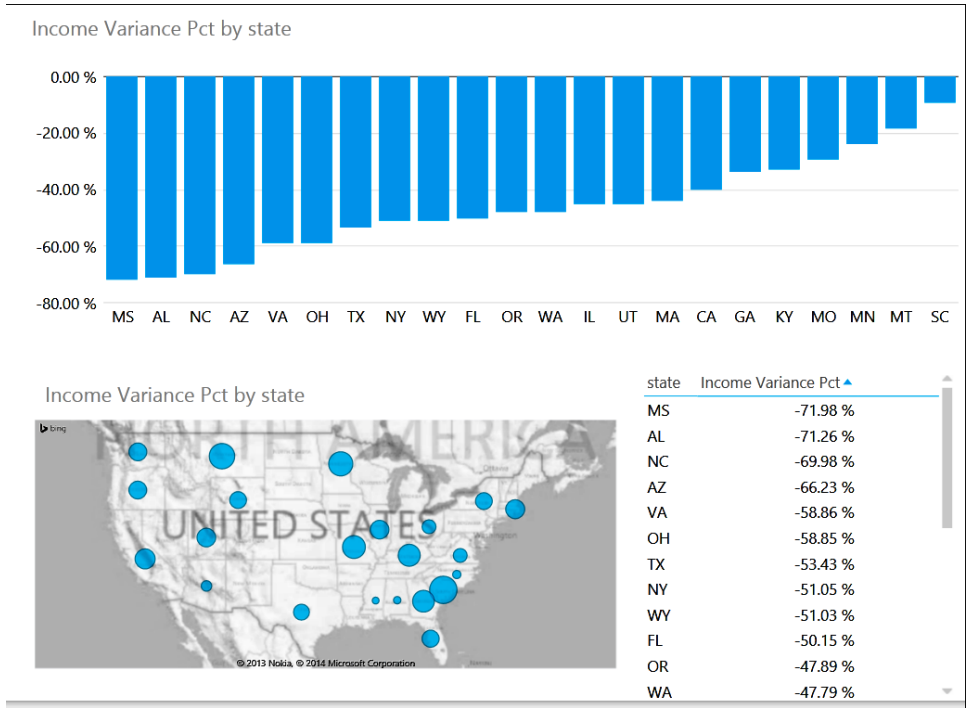 Income Variance Pct by state
0.00 %
-20.00 %
-40.00 %
-60.00 %
-80.00 %
MS AL NC AZ VA OH TX NY WY FL OR WA IL UT MA CA GA KY MO MN MT SC
Income Variance Pct by state
bing
NORTH AMERICA
UNITED STATES
Ottawa
Washington
© 2013 Nokia, © 2014 Microsoft Corporation
state Income Variance Pct
MS -71.98 %
AL -71.26 %
NC -69.98 %
AZ -66.23 %
VA -58.86 %
OH -58.85 %
TX -53.43 %
NY -51.05 %
WY -51.03 %
FL -50.15 %
OR -47.89 %
WA -47.79 %